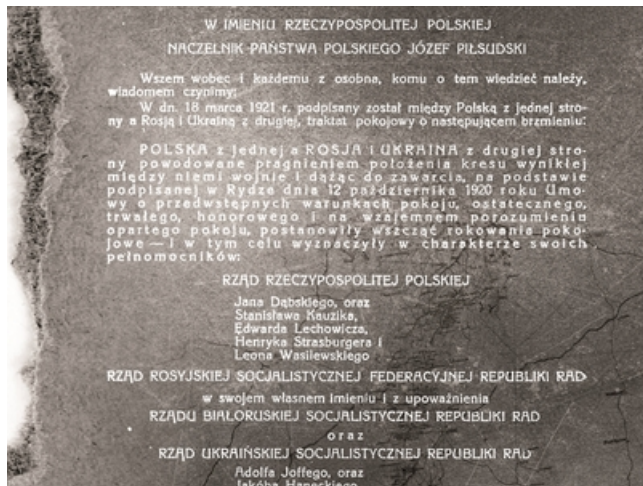 W IMIENIU RZECZYPOSPOLITEJ POLSKIEJ
NACZELNIK PAŃSTWA POLSKIEGO JÓZEF PIŁSUDSKI
Wszem wobec i każdemu z osobna, komu o tem wiedzieć należy,
wiadomem czynimy:
W dn. 18 marca 1921 r. podpisany został między Polską z jednej stro-
ny a Rosją i Ukrainą z drugiej, traktat pokojowy o następującem brzmieniu:
POLSKA z jednej a ROSJA i UKRAINA z drugiej stro-
ny powodowane pragnieniem położenia kresu wynikłej
między niemi wojnie i dążąc do zawarcia, na podstawie
podpisanej w Rydze dnia 12 października 1920 roku Umo-
wy o przedwstępnych warunkach pokoju, ostatecznego,
trwałego, honorowego i na wzajemnem porozumieniu
opartego pokoju, postanowiły wszcząć rokowania poko-
jowe — i w tym celu wyznaczyły w charakterze swoich
pełnomocników:
RZĄD RZECZYPOSPOLITEJ POLSKIEJ
Jana Dąbskiego, oraz
Stanisława Kauzika,
Edwarda Lechowicza,
Henryka Strasburgera i
Leona Wasilewskiego
RZĄD ROSYJSKIEJ SOCJALISTYCZNEJ FEDERACYJNEJ REPUBLIKI RAD
w swojem własnem imieniu i z upoważnienia
RZĄDU BIAŁORUSKIEJ SOCJALISTYCZNEJ REPUBLIKI RAD
oraz
RZĄD UKRAIŃSKIEJ SOCJALISTYCZNEJ REPUBLIKI RAD
Adolfa Joffego, oraz
Jakóba Haneckiego